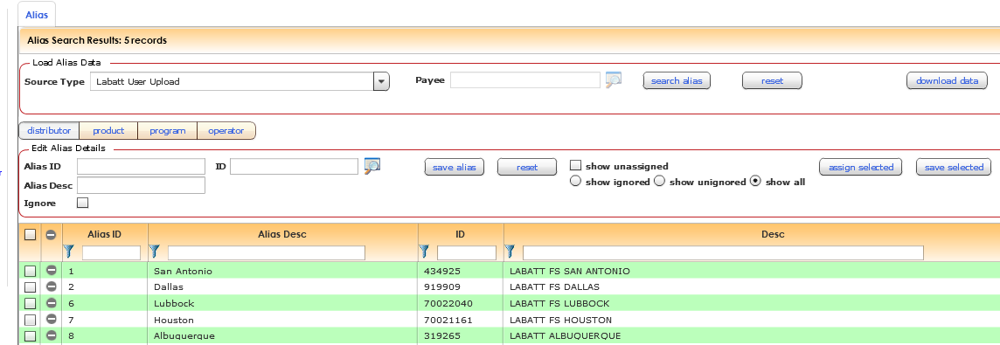 Alias
Alias Search Results: 5 records
Load Alias Data
Source Type Labatt User Upload Payee search alias reset download data
distributor product program operator
Edit Alias Details
Alias ID ID save alias reset show unassigned assign selected save selected
Alias Desc show ignored show unignored show all
Ignore
Alias ID Alias Desc ID Desc
1 San Antonio 434925 LABATT FS SAN ANTONIO
2 Dallas 919909 LABATT FS DALLAS
6 Lubbock 70022040 LABATT FS LUBBOCK
7 Houston 70021161 LABATT FS HOUSTON
8 Albuquerque 319265 LABATT ALBUQUERQUE